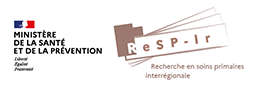 MINISTÈRE
DE LA SANTÉ
ET DE LA PRÉVENTION
Liberté
Égalité
Fraternité
ReSP-Ir
Recherche en soins primaires
interrégionale